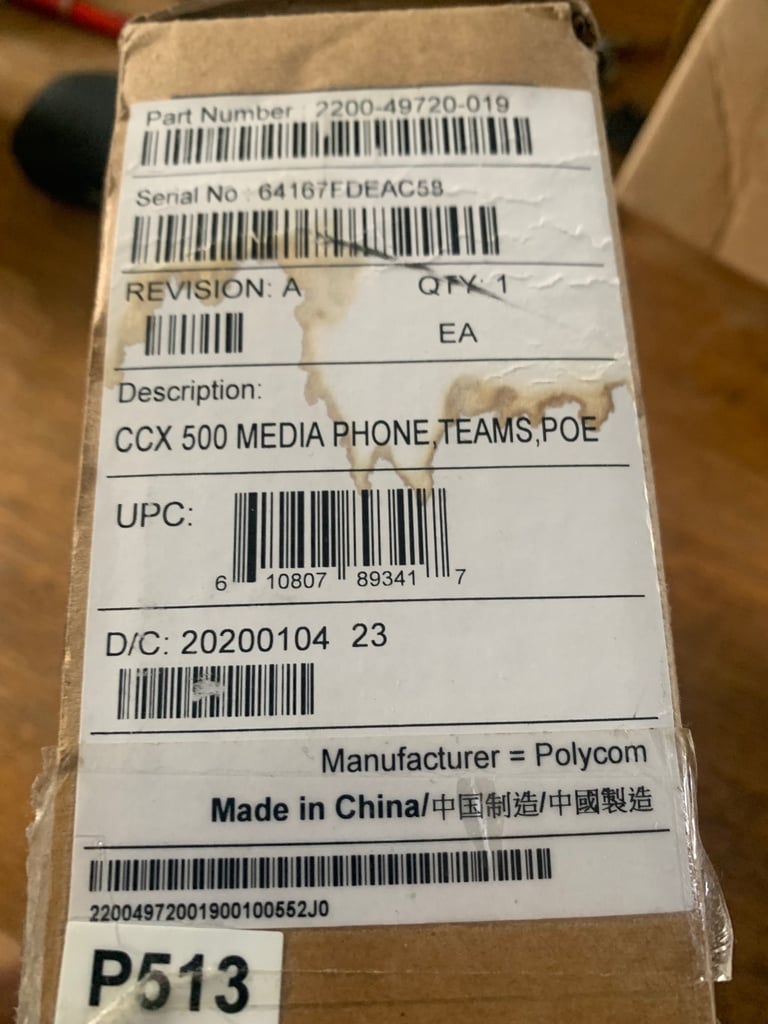 Part Number : 2200-49720-019
Serial No : 64167FDEAC58
REVISION: A QTY: 1
EA
Description:
CCX 500 MEDIA PHONE,TEAMS,POE
UPC:
6 10807 89341 7
D/C: 20200104 23
Manufacturer = Polycom
Made in China/中国制造/中國製造
22004972001900100552J0
P513